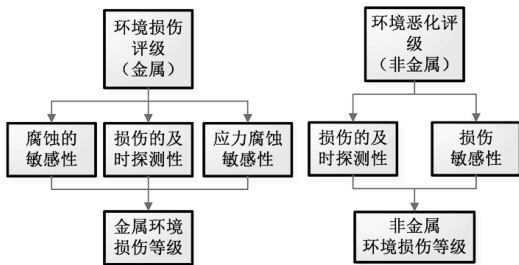 环境损伤
评级
（金属）
腐蚀的
敏感性
损伤的及
时探测性
应力腐蚀
敏感性
金属环境
损伤等级
环境恶化评
级
（非金属）
损伤的及
时探测性
损伤
敏感性
非金属
环境损伤等级